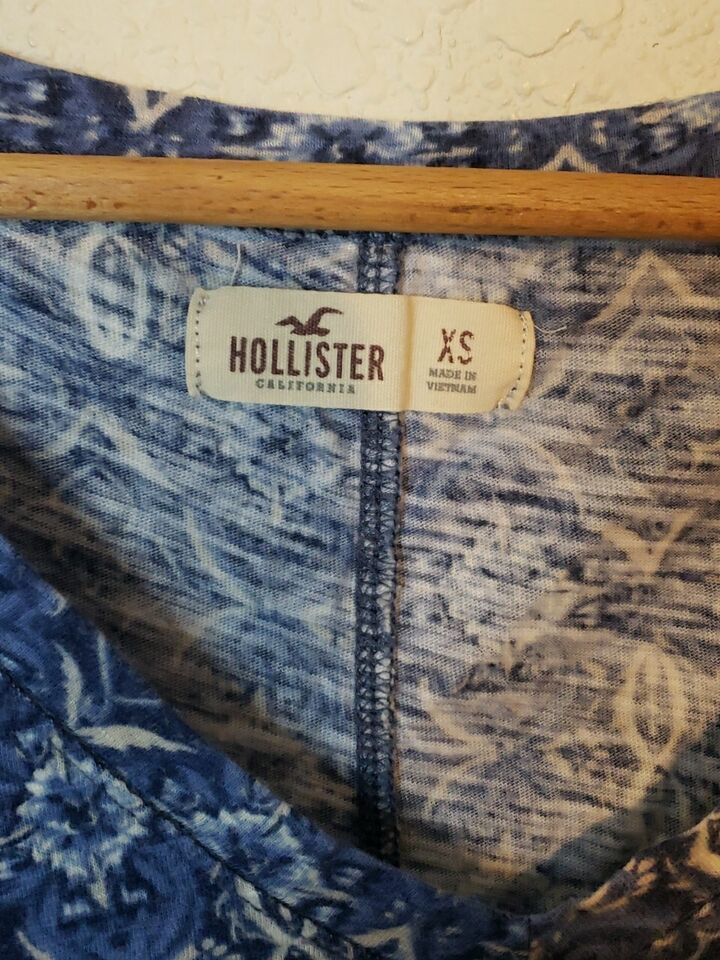 HOLLISTER
CALIFORNIA
XS
MADE IN
VIETNAM